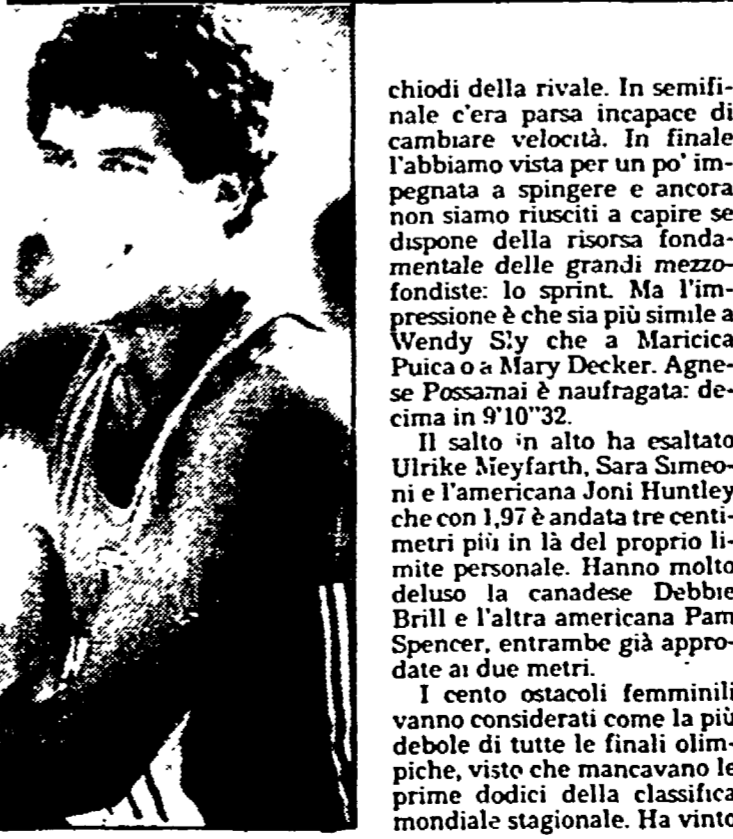 chiodi della rivale. In semifi-
nale c'era parsa incapace di
cambiare velocità. In finale
l'abbiamo vista per un po' im-
pegnata a spingere e ancora
non siamo riusciti a capire se
dispone della risorsa fonda-
mentale delle grandi mezzo-
fondiste: lo sprint. Ma l'im-
pressione è che sia più simile a
Wendy Sly che a Maricica
Puica o a Mary Decker. Agne-
se Possamai è naufragata: de-
cima in 9'10"32.
Il salto in alto ha esaltato
Ulrike Meyfarth, Sara Simeo-
ni e l'americana Joni Huntley
che con 1,97 è andata tre centi-
metri più in là del proprio li-
mite personale. Hanno molto
deluso la canadese Debbie
Brill e l'altra americana Pam
Spencer, entrambe già appro-
date ai due metri.
I cento ostacoli femminili
vanno considerati come la più
debole di tutte le finali olim-
piche, visto che mancavano le
prime dodici della classifica
mondiale stagionale. Ha vinto